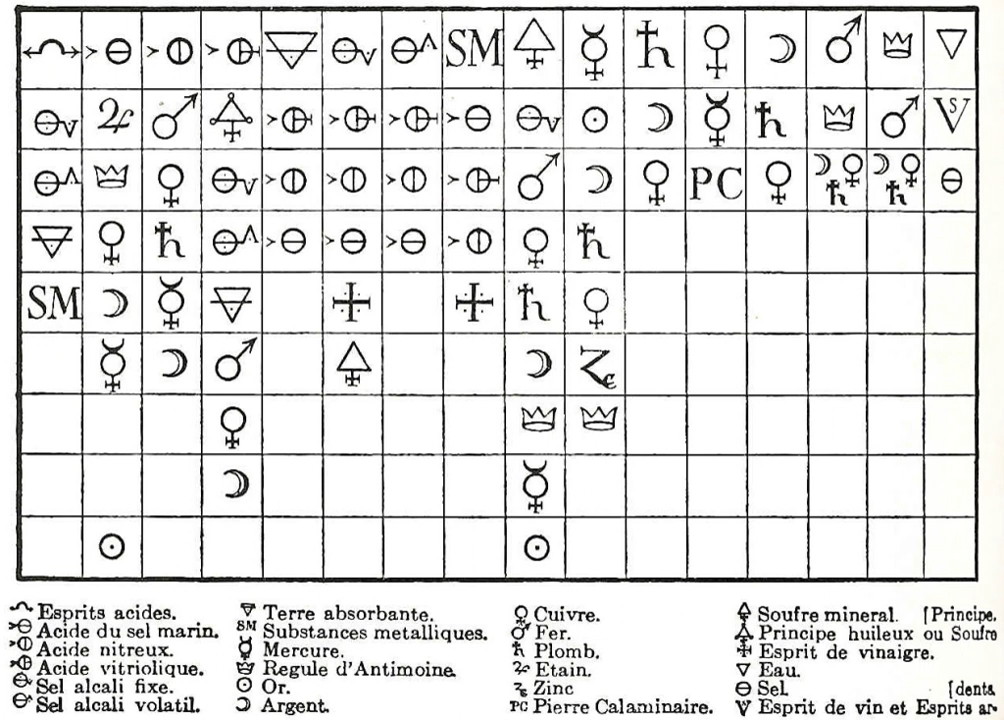 SM
V
S
PC
SM
Z
Esprits acides.
Acide du sel marin.
Acide nitreux.
Acide vitriolique.
Sel alcali fixe.
Sel alcali volatil.
Terre absorbante.
SM Substances metalliques.
Mercure.
Regule d'Antimoine
Or.
Argent.
Cuivre.
Fer.
Plomb.
Etain.
Zinc
PC Pierre Calaminaire.
Soufre mineral. [Principe.
Principe huileux ou Soufre
Esprit de vinaigre.
Eau.
Sel [dents
Esprit de vin et Esprits ar-